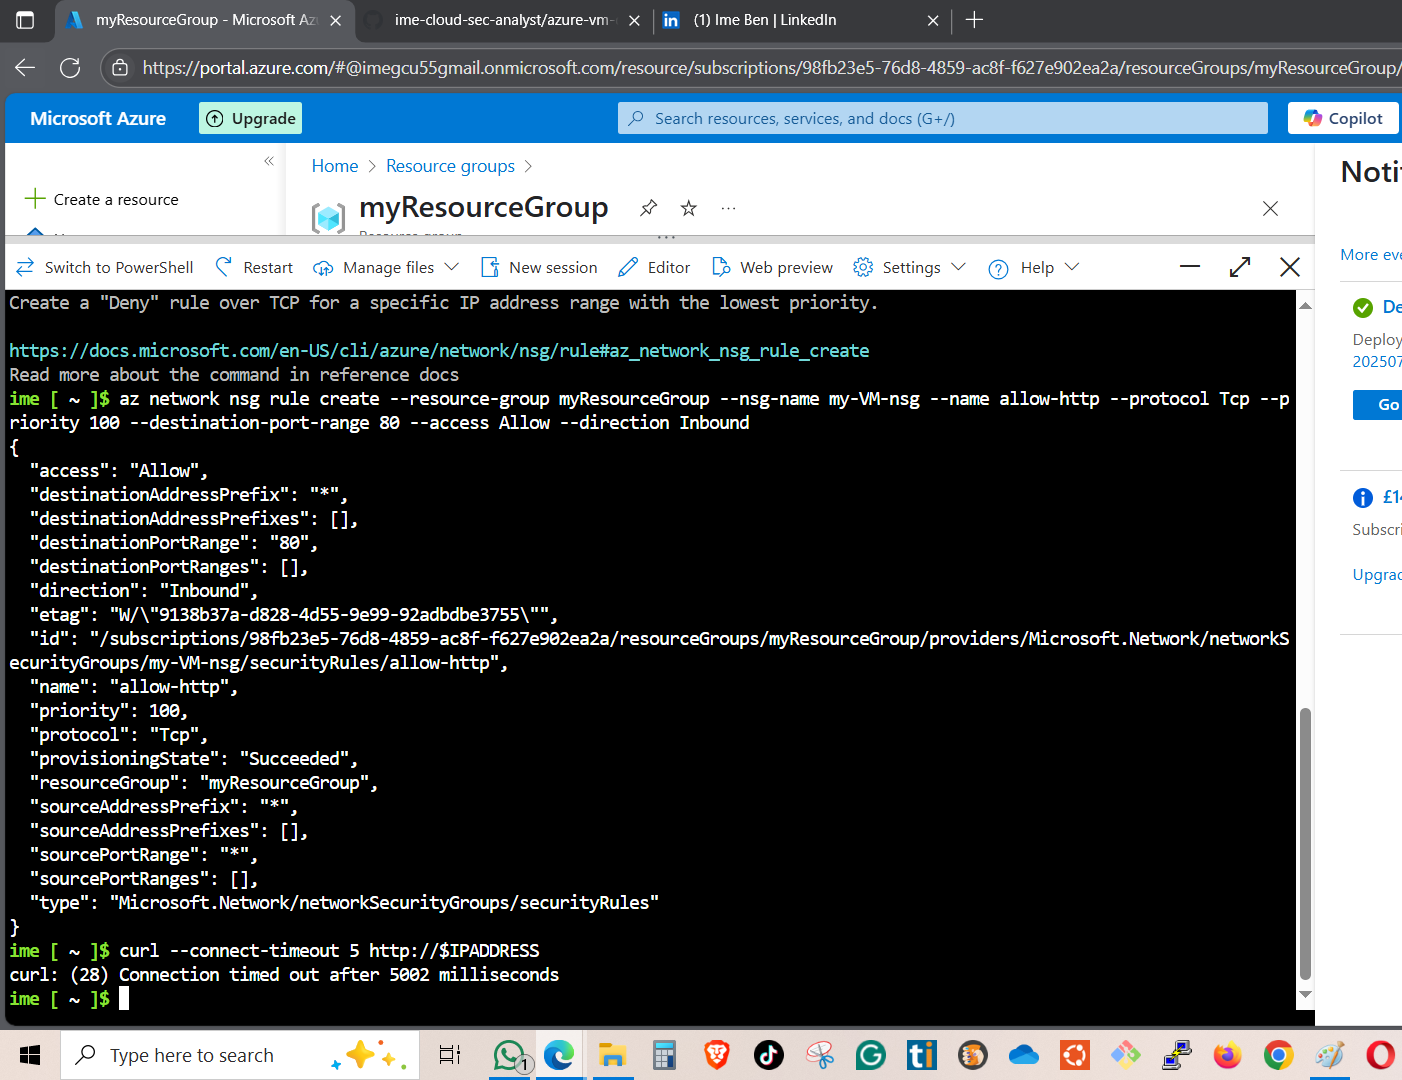 myResourceGroup - Microsoft Az
ime-cloud-sec-analyst/azure-vm-
in (1) Ime Ben | LinkedIn
https://portal.azure.com/#@imegcu55gmail.onmicrosoft.com/resource/subscriptions/98fb23e5-76d8-4859-ac8f-f627e902ea2a/resourceGroups/myResourceGroup/
Microsoft Azure
Upgrade
Search resources, services, and docs (G+/)
Copilot
Home > Resource groups >
Create a resource
myResourceGroup
Noti
More eve
Switch to PowerShell Restart Manage files New session Editor Web preview Settings Help
De
Deploy
202507
Go
£14
Subscri
Upgrad
Create a "Deny" rule over TCP for a specific IP address range with the lowest priority.
https://docs.microsoft.com/en-US/cli/azure/network/nsg/rule#az_network_nsg_rule_create
Read more about the command in reference docs
ime [ ~ ]$ az network nsg rule create --resource-group myResourceGroup --nsg-name my-VM-nsg --name allow-http --protocol Tcp --p
riority 100 --destination-port-range 80 --access Allow --direction Inbound
{
"access": "Allow",
"destinationAddressPrefix": "*",
"destinationAddressPrefixes": [],
"destinationPortRange": "80",
"destinationPortRanges": [],
"direction": "Inbound",
"etag": "W/\"9138b37a-d828-4d55-9e99-92adbdbe3755\"",
"id": "/subscriptions/98fb23e5-76d8-4859-ac8f-f627e902ea2a/resourceGroups/myResourceGroup/providers/Microsoft.Network/networkS
ecurityGroups/my-VM-nsg/securityRules/allow-http",
"name": "allow-http",
"priority": 100,
"protocol": "Tcp",
"provisioningState": "Succeeded",
"resourceGroup": "myResourceGroup",
"sourceAddressPrefix": "*",
"sourceAddressPrefixes": [],
"sourcePortRange": "*",
"sourcePortRanges": [],
"type": "Microsoft.Network/networkSecurityGroups/securityRules"
}
ime [ ~ ]$ curl --connect-timeout 5 http://$IPADDRESS
curl: (28) Connection timed out after 5002 milliseconds
ime [ ~ ]$
Type here to search
1
ti